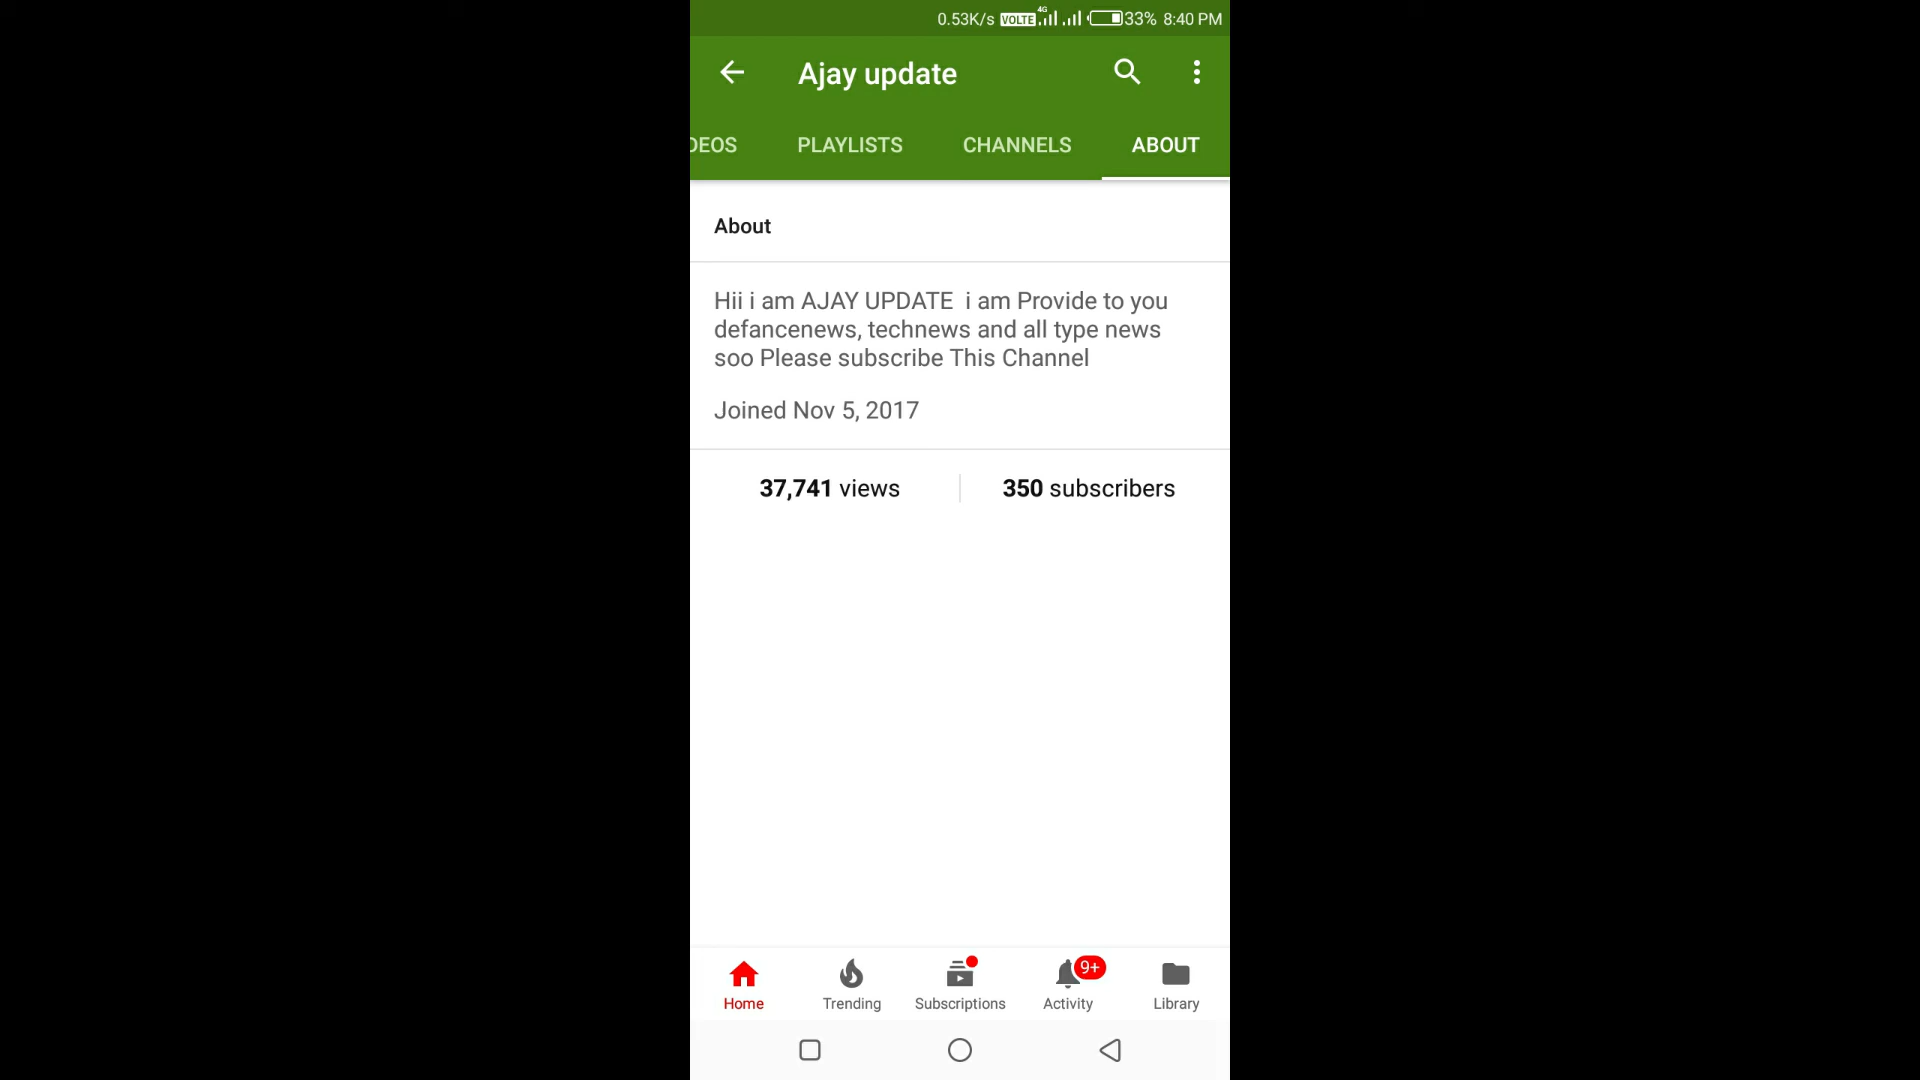 0.53K/s VOLTE 4G 33% 8:40 PM
Ajay update
DEOS PLAYLISTS CHANNELS ABOUT
About
Hii i am AJAY UPDATE  i am Provide to you
defancenews, technews and all type news
soo Please subscribe This Channel
Joined Nov 5, 2017
37,741 views 350 subscribers
9+
Home Trending Subscriptions Activity Library